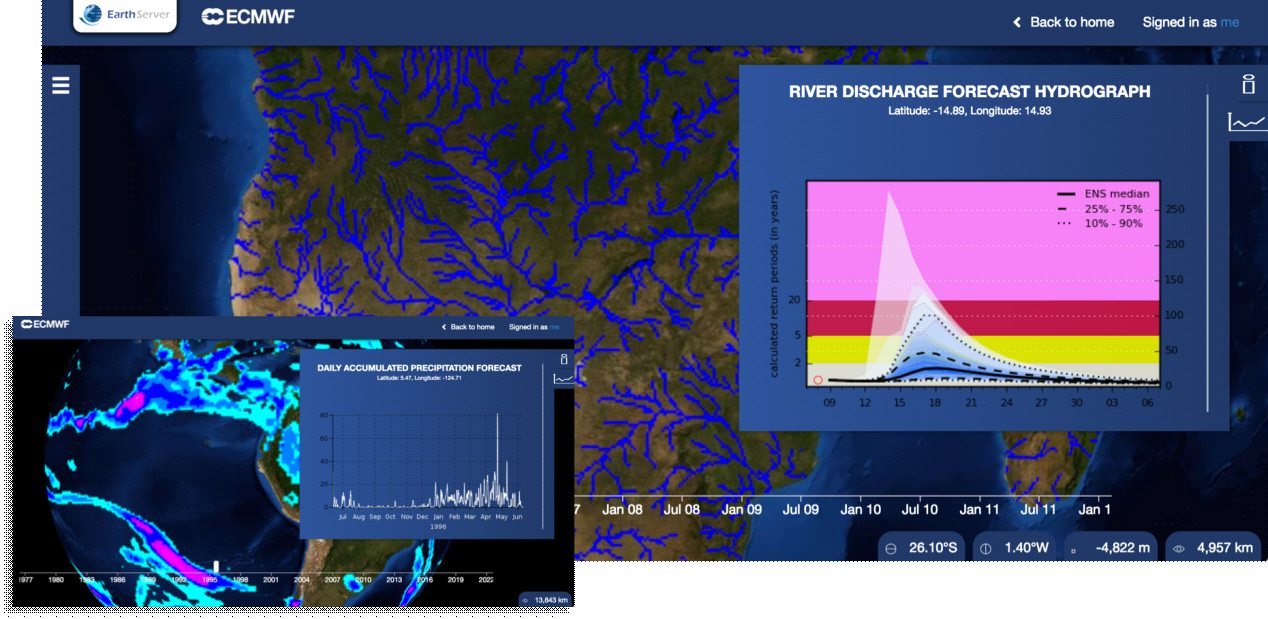 EarthServer
ECMWF
Back to home
Signed in as me
RIVER DISCHARGE FORECAST HYDROGRAPH
Latitude: -14.89, Longitude: 14.93
ENS median
25% - 75%
10% - 90%
calculated return periods (in years)
20
5
2
250
200
150
100
50
0
09 12 15 18 21 24 27 30 03 06
7 Jan 08 Jul 08 Jan 09 Jul 09 Jan 10 Jul 10 Jan 11 Jul 11 Jan 1
26.10°S
1.40°W
-4,822 m
4,957 km
ECMWF
Back to home
Signed in as me
DAILY ACCUMULATED PRECIPITATION FORECAST
Latitude: 5.47, Longitude: -124.71
80
60
40
20
0
Jul Aug Sep Oct Nov Dec Jan Feb Mar Apr May Jun
1996
1977 1980 1983 1986 1989 1992 1995 1998 2001 2004 2007 2010 2013 2016 2019 2022
13,843 km